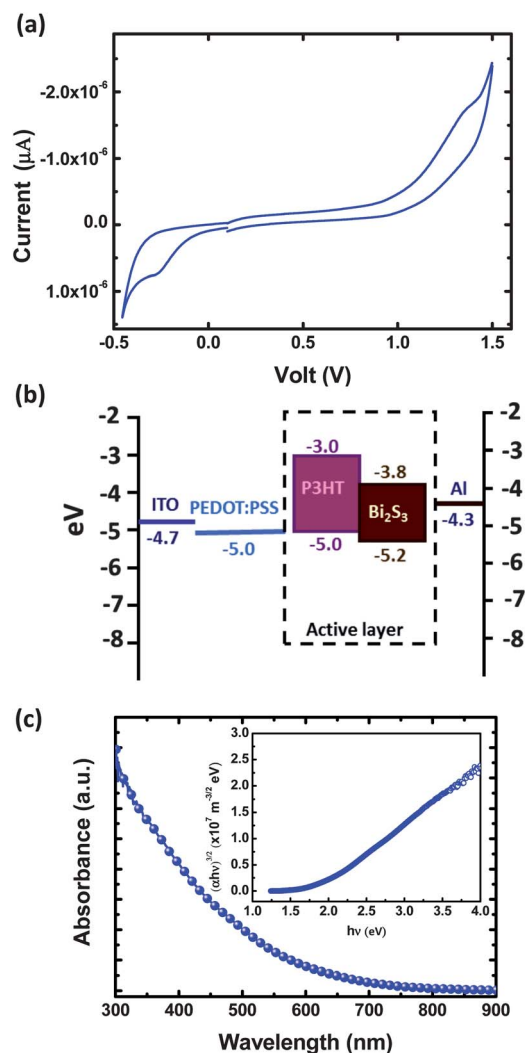 (a)
Current (μA)
-2.0x10⁻⁶
-1.0x10⁻⁶
0.0
1.0x10⁻⁶
-0.5 0.0 0.5 1.0 1.5
Volt (V)
(b)
eV
-2
-3
-4
-5
-6
-7
-8
ITO
-4.7
PEDOT:PSS
-5.0
-3.0
P3HT
-5.0
-3.8
Bi₂S₃
-5.2
Al
-4.3
Active layer
-2
-3
-4
-5
-6
-7
-8
(c)
Absorbance (a.u.)
(αhν)³ᐟ² (x10⁷ m⁻³ᐟ² eV)
3.0
2.5
2.0
1.5
1.0
0.5
0.0
1.0 1.5 2.0 2.5 3.0 3.5 4.0
hν (eV)
300 400 500 600 700 800 900
Wavelength (nm)